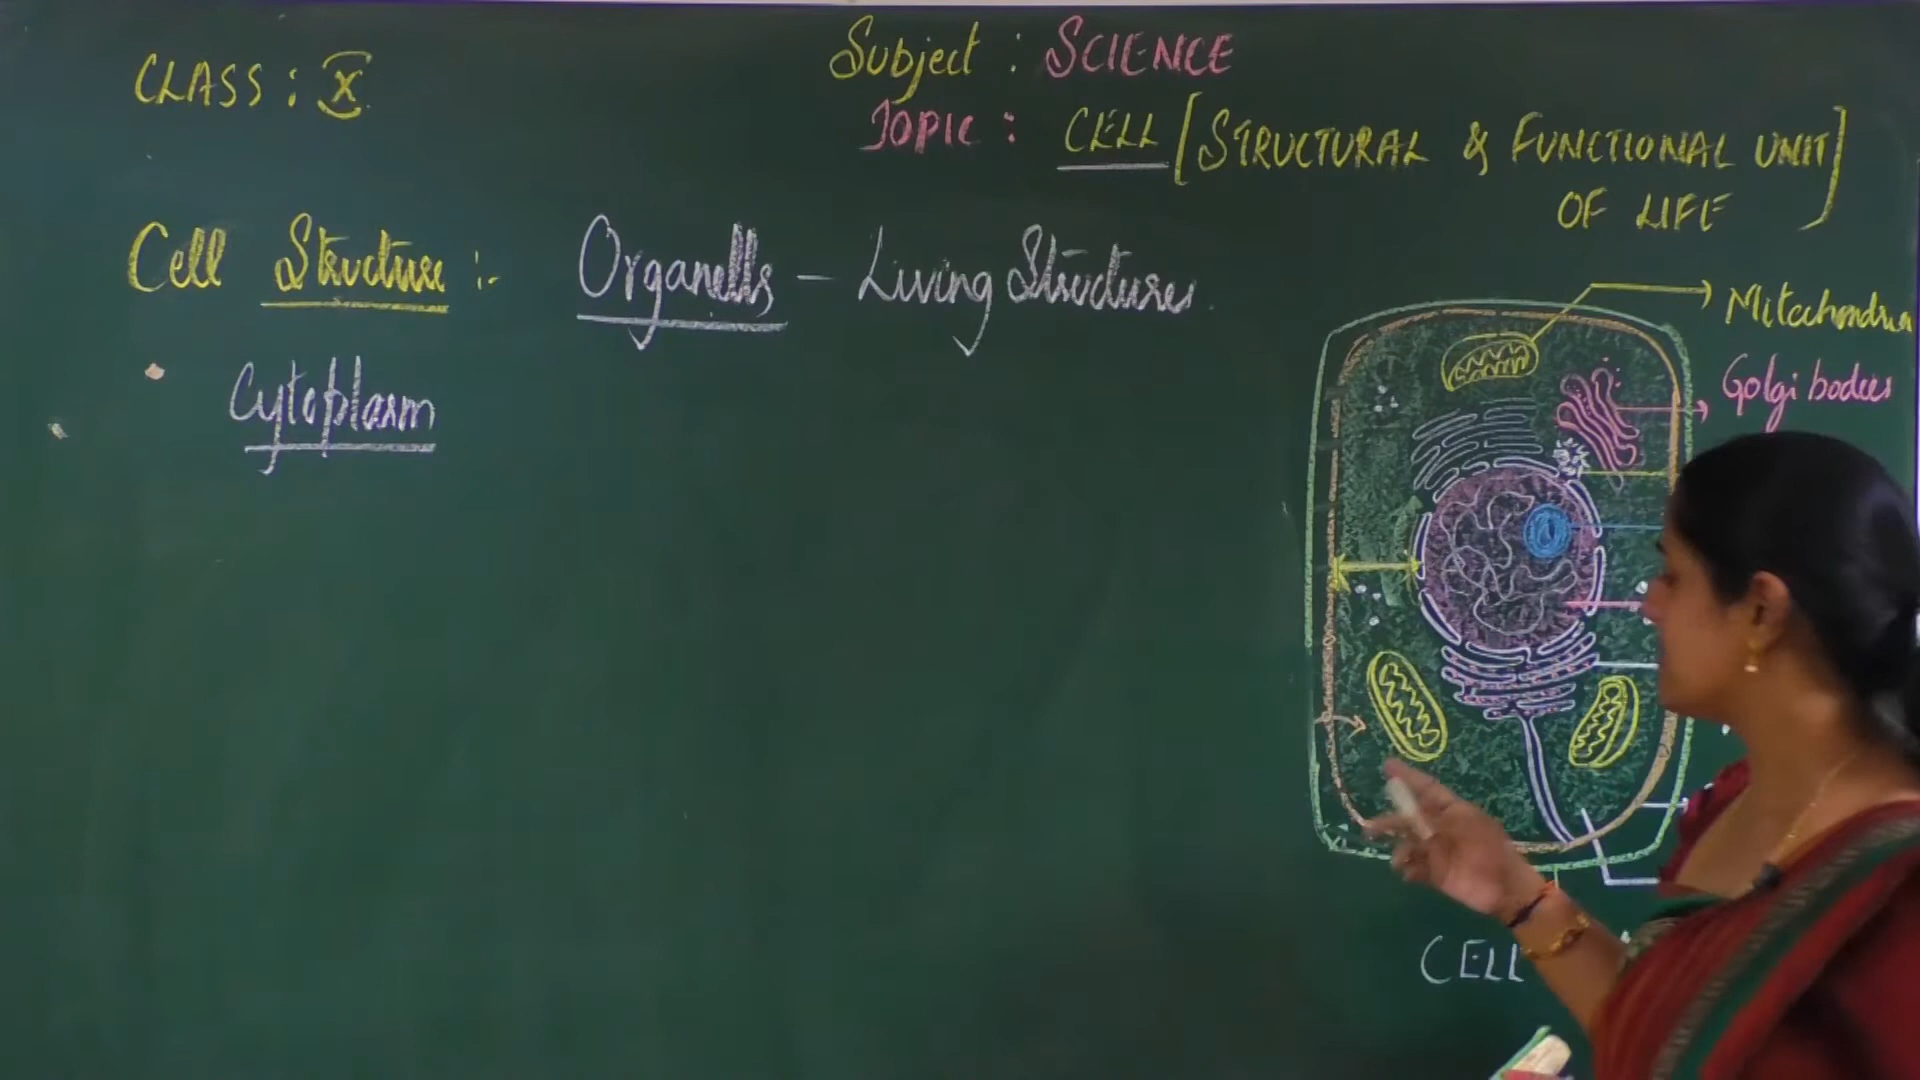 CLASS : X
Subject : SCIENCE
TOPIC : CELL [STRUCTURAL & FUNCTIONAL UNIT]
OF LIFE
Cell Structure :- Organells - Living Structures.
• Cytoplasm
Mitochondria
Golgi bodies
CELL